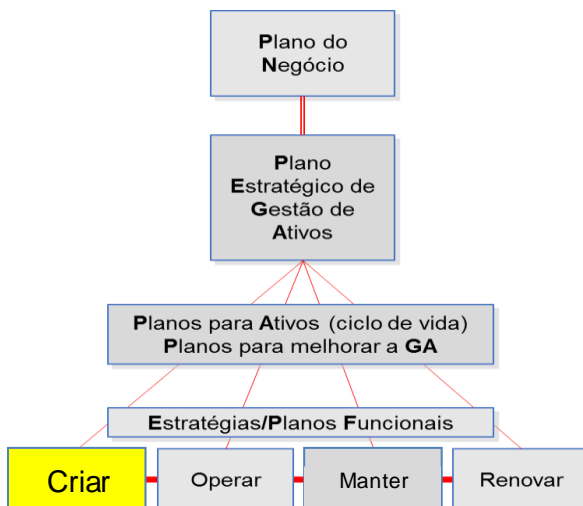 Plano do
Negócio
Plano
Estratégico de
Gestão de
Ativos
Planos para Ativos (ciclo de vida)
Planos para melhorar a GA
Estratégias/Planos Funcionais
Criar
Operar
Manter
Renovar